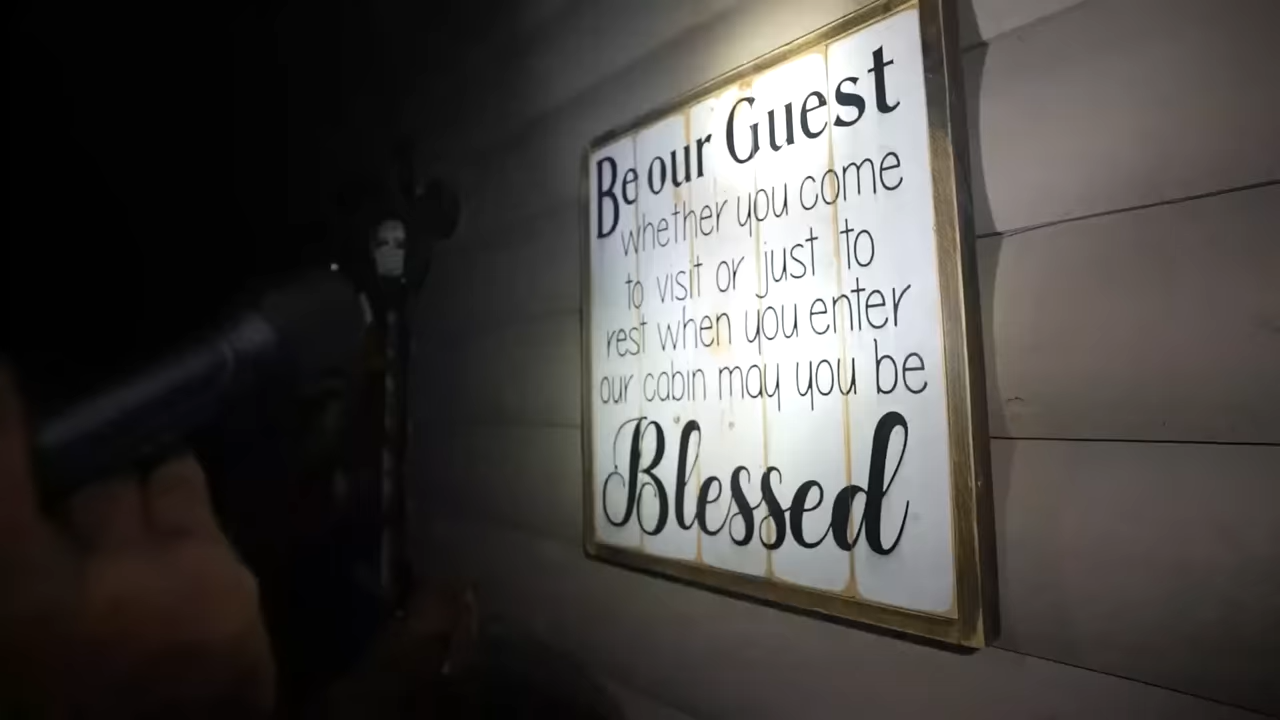 Be our Guest
whether you come
to visit or just to
rest when you enter
our cabin may you be
Blessed